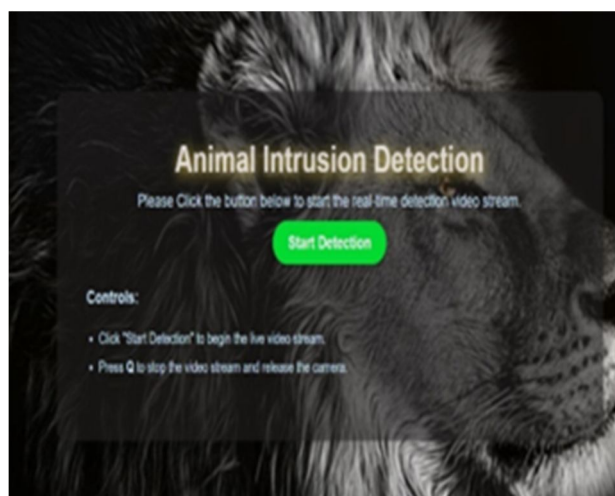 Animal Intrusion Detection
Please Click the button below to start the real-time detection video stream.
Start Detection
Controls:
• Click "Start Detection" to begin the live video stream.
• Press Q to stop the video stream and release the camera.